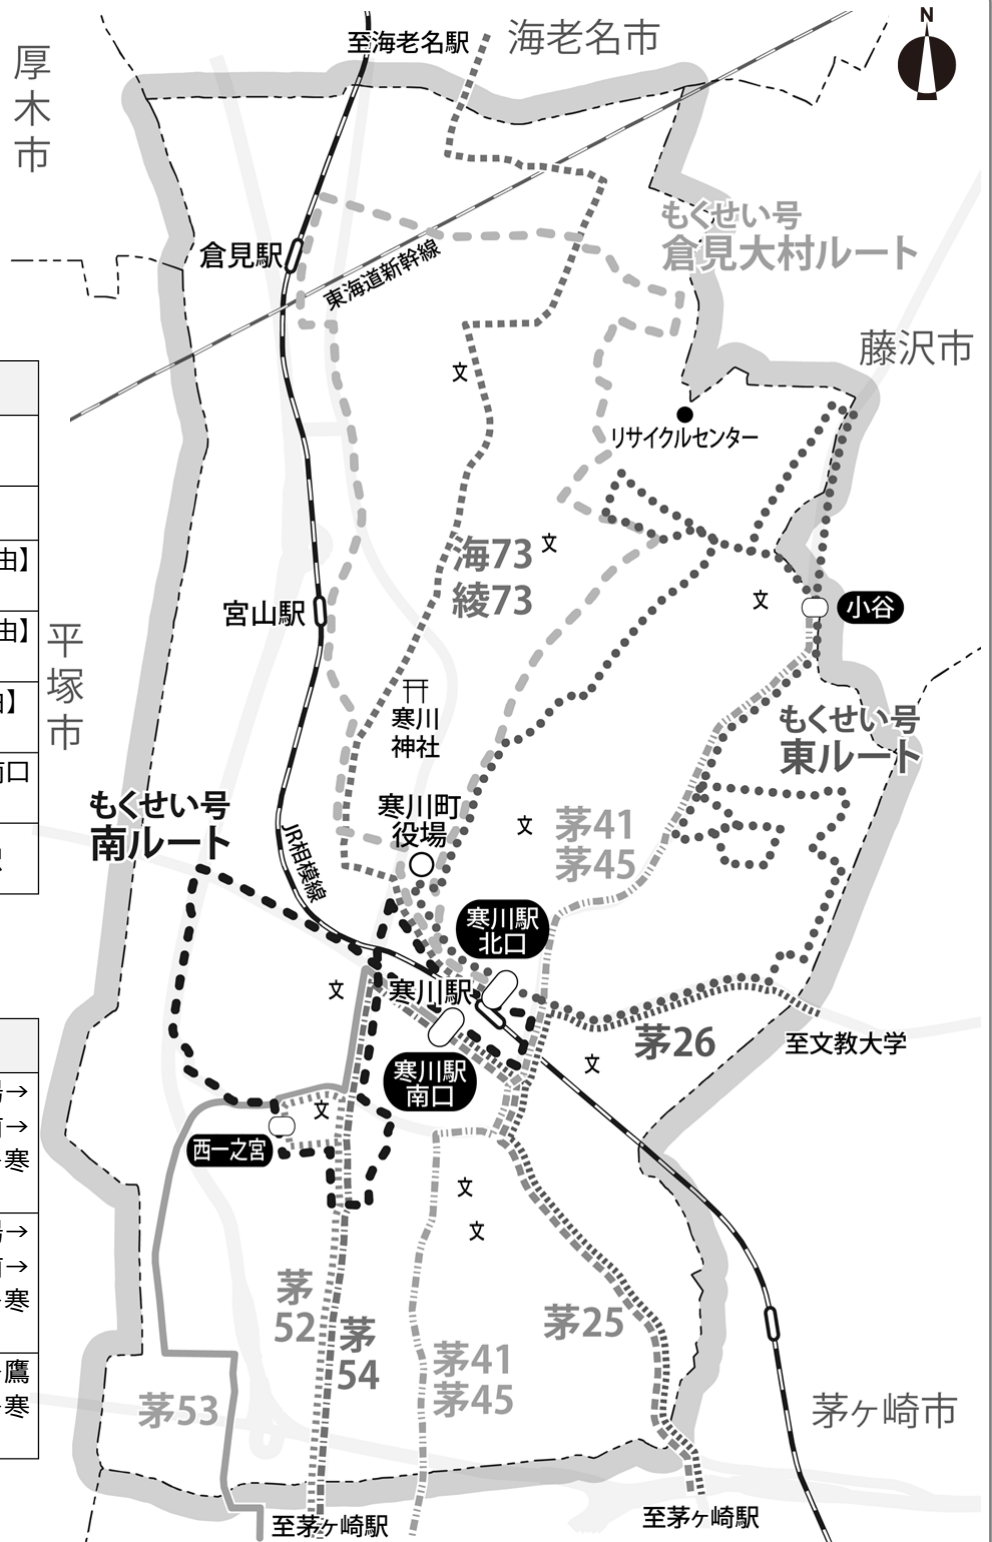 N
至海老名駅
海老名市
厚木市
もくせい号
倉見大村ルート
倉見駅
東海道新幹線
藤沢市
文
リサイクルセンター
由】
海73
綾73
文
文
小谷
宮山駅
由】
平塚市
寒川
神社
もくせい号
東ルート
南口
もくせい号
南ルート
寒川町
役場
文
茅41
茅45
JR相模線
寒川駅
北口
文
寒川駅
茅26
至文教大学
寒川駅
南口
文
文
西一之宮
→
→
寒
文
文
→
→
寒
茅
52
茅
54
茅25
茅41
茅45
鷹
寒
茅53
茅ヶ崎市
至茅ヶ崎駅
至茅ヶ崎駅